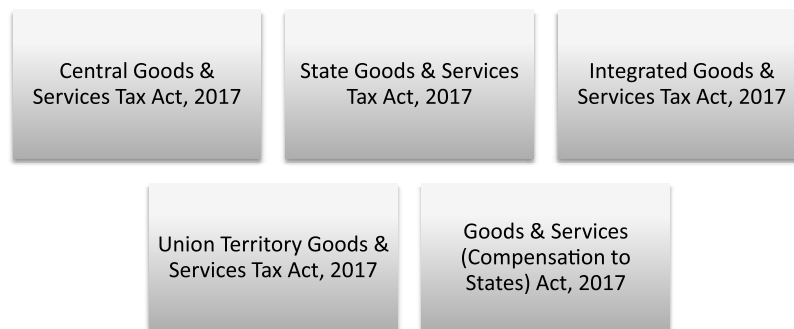 Central Goods &
Services Tax Act, 2017
State Goods & Services
Tax Act, 2017
Integrated Goods &
Services Tax Act, 2017
Union Territory Goods &
Services Tax Act, 2017
Goods & Services
(Compensation to
States) Act, 2017